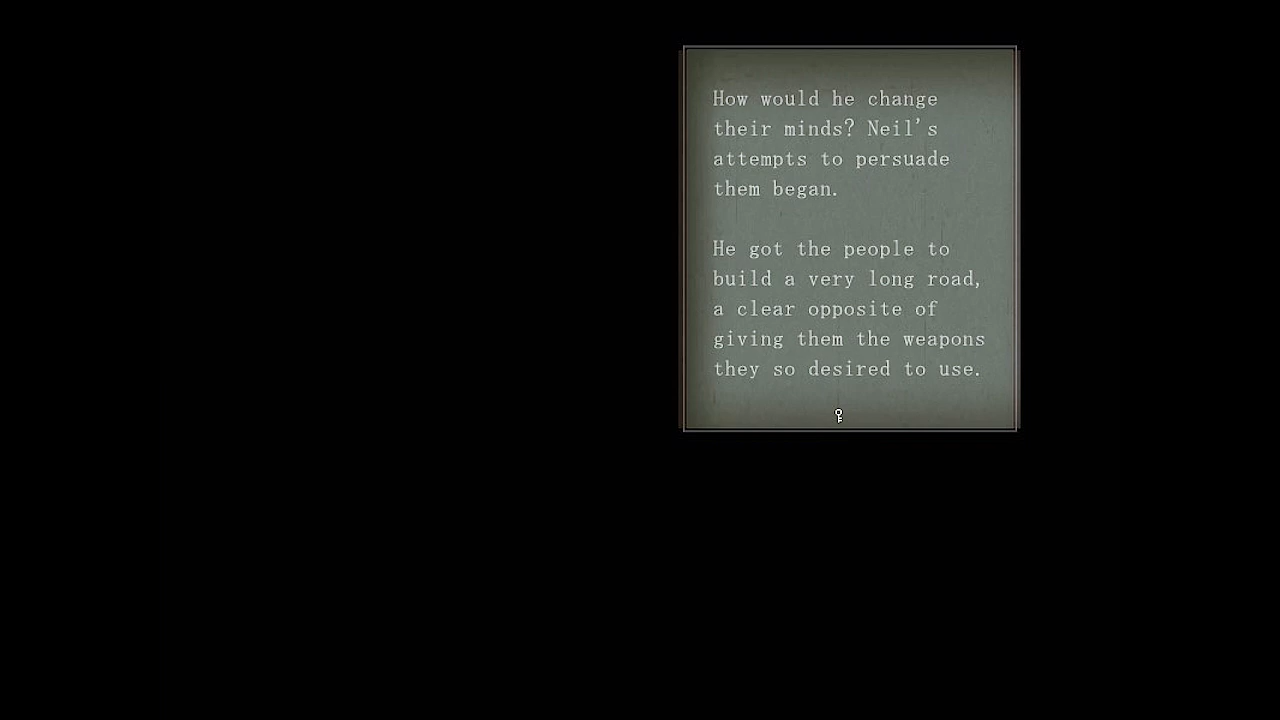 How would he change
their minds? Neil's
attempts to persuade
them began.
He got the people to
build a very long road,
a clear opposite of
giving them the weapons
they so desired to use.